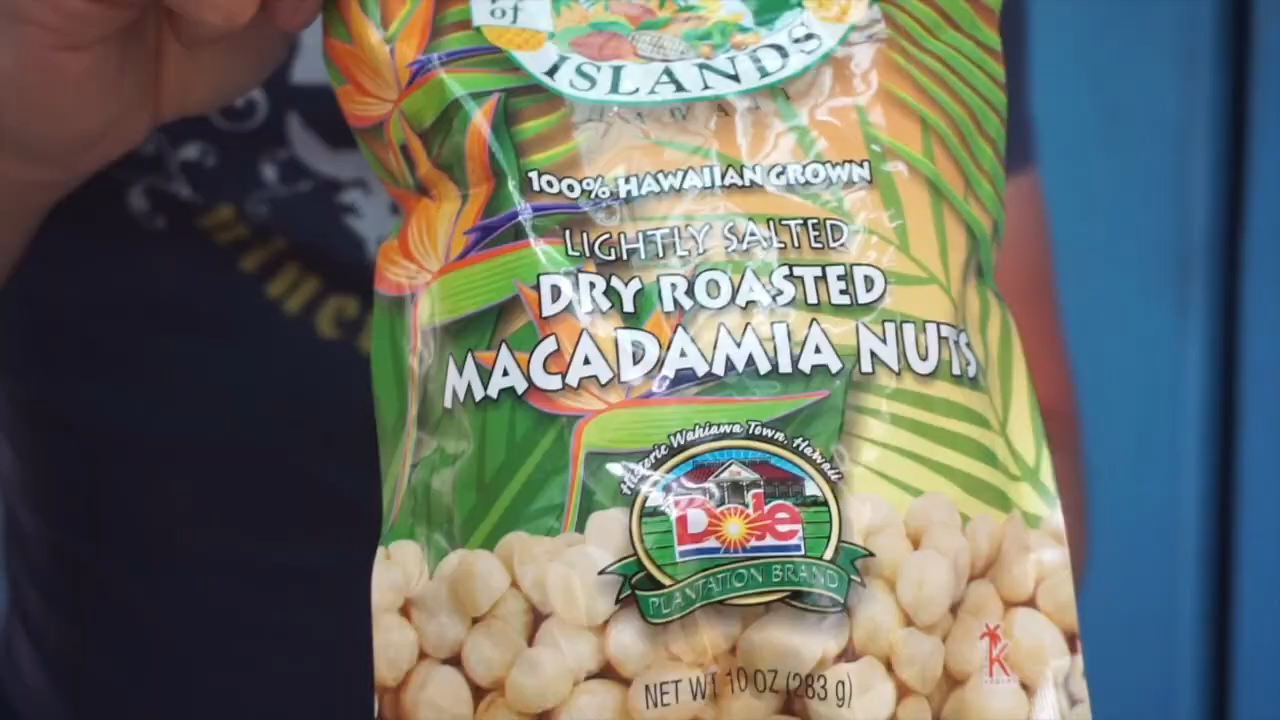 of
ISLANDS
HAWAII
100% HAWAIIAN GROWN
LIGHTLY SALTED
DRY ROASTED
MACADAMIA NUTS
Historic Wahiawa Town, Hawaii
Dole
PLANTATION BRAND
K
NET WT 10 OZ (283 g)